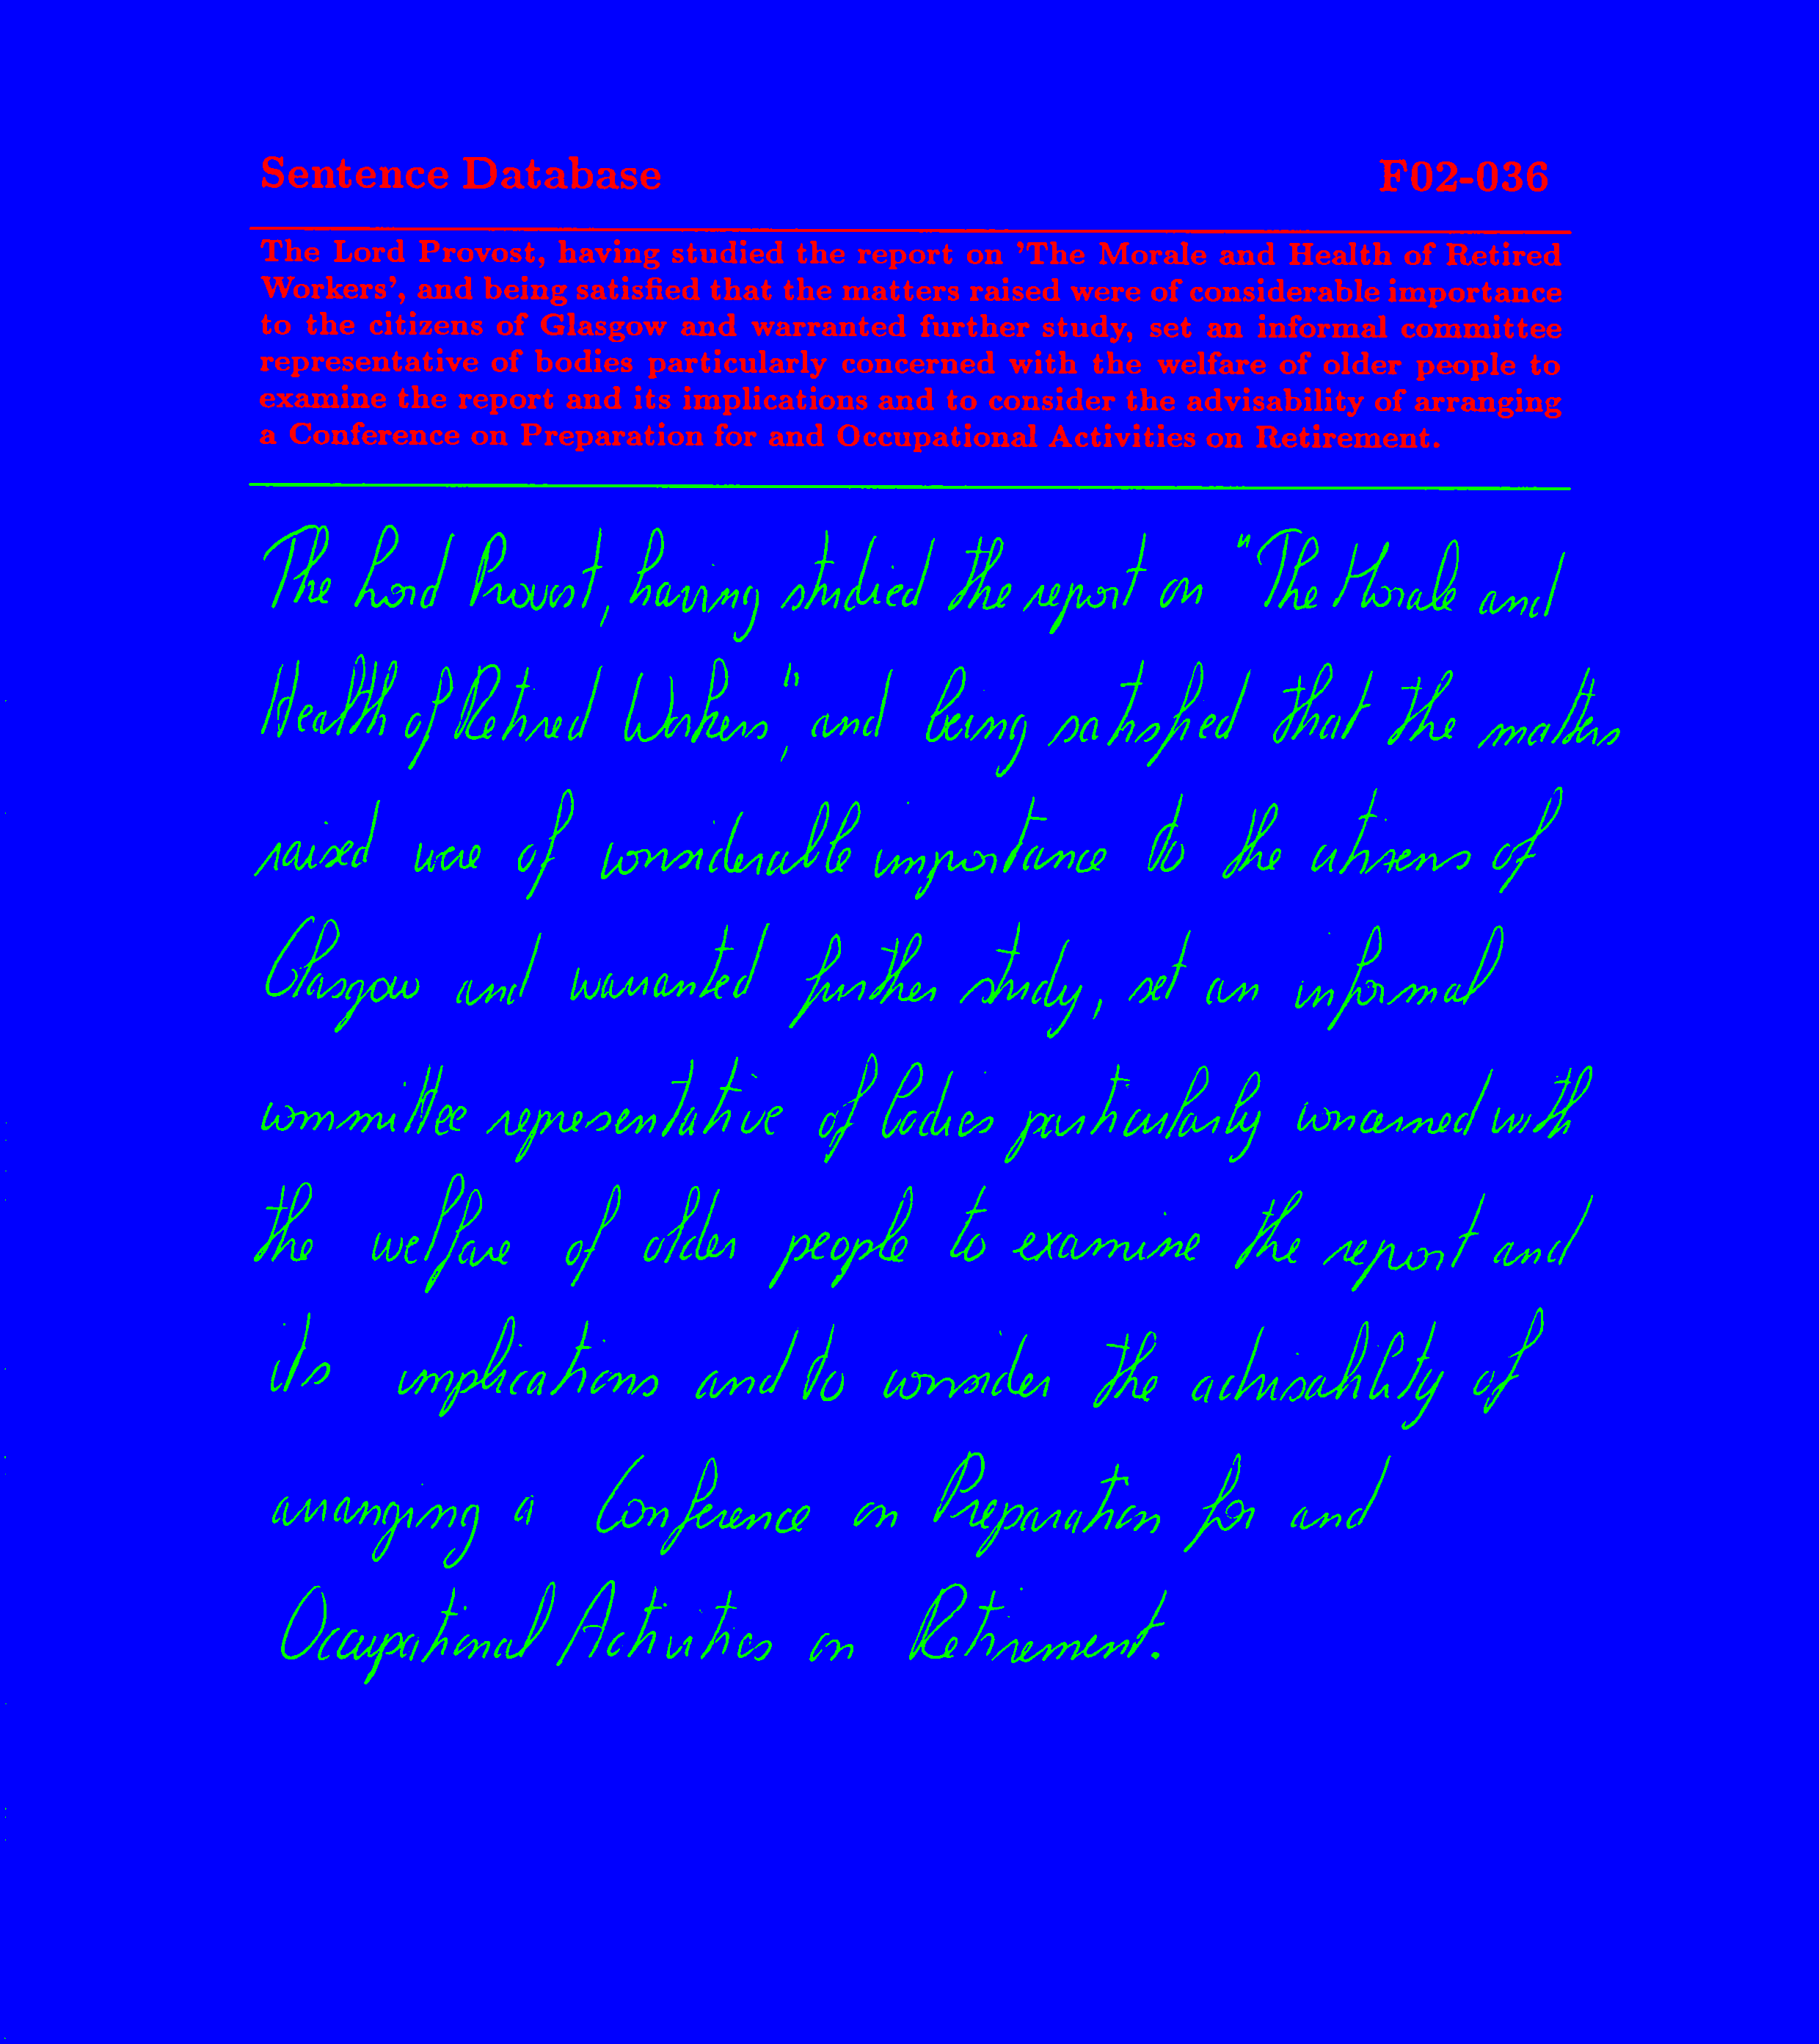 Sentence Database F02-036
The Lord Provost, having studied the report on 'The Morale and Health of Retired
Workers', and being satisfied that the matters raised were of considerable importance
to the citizens of Glasgow and warranted further study, set an informal committee
representative of bodies particularly concerned with the welfare of older people to
examine the report and its implications and to consider the advisability of arranging
a Conference on Preparation for and Occupational Activities on Retirement.
The Lord Provost, having studied the report on "The Morale and
Health of Retired Workers", and being satisfied that the matters
raised were of considerable importance to the citizens of
Glasgow and warranted further study, set an informal
committee representative of bodies particularly concerned with
the welfare of older people to examine the report and
its implications and to consider the advisability of
arranging a Conference on Preparation for and
Occupational Activities on Retirement.